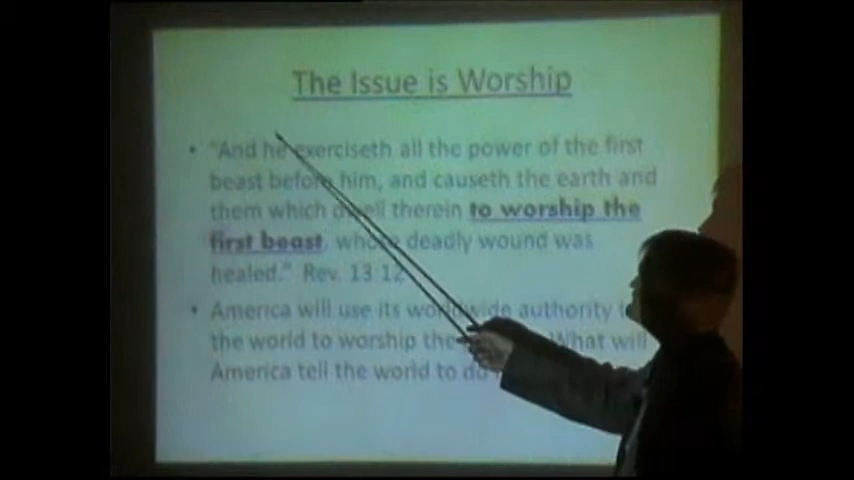 The Issue is Worship
• "And he exerciseth all the power of the first
beast before him, and causeth the earth and
them which dwell therein to worship the
first beast, whose deadly wound was
healed." Rev. 13:12
• America will use its worldwide authority
the world to worship the What will
America tell the world to do